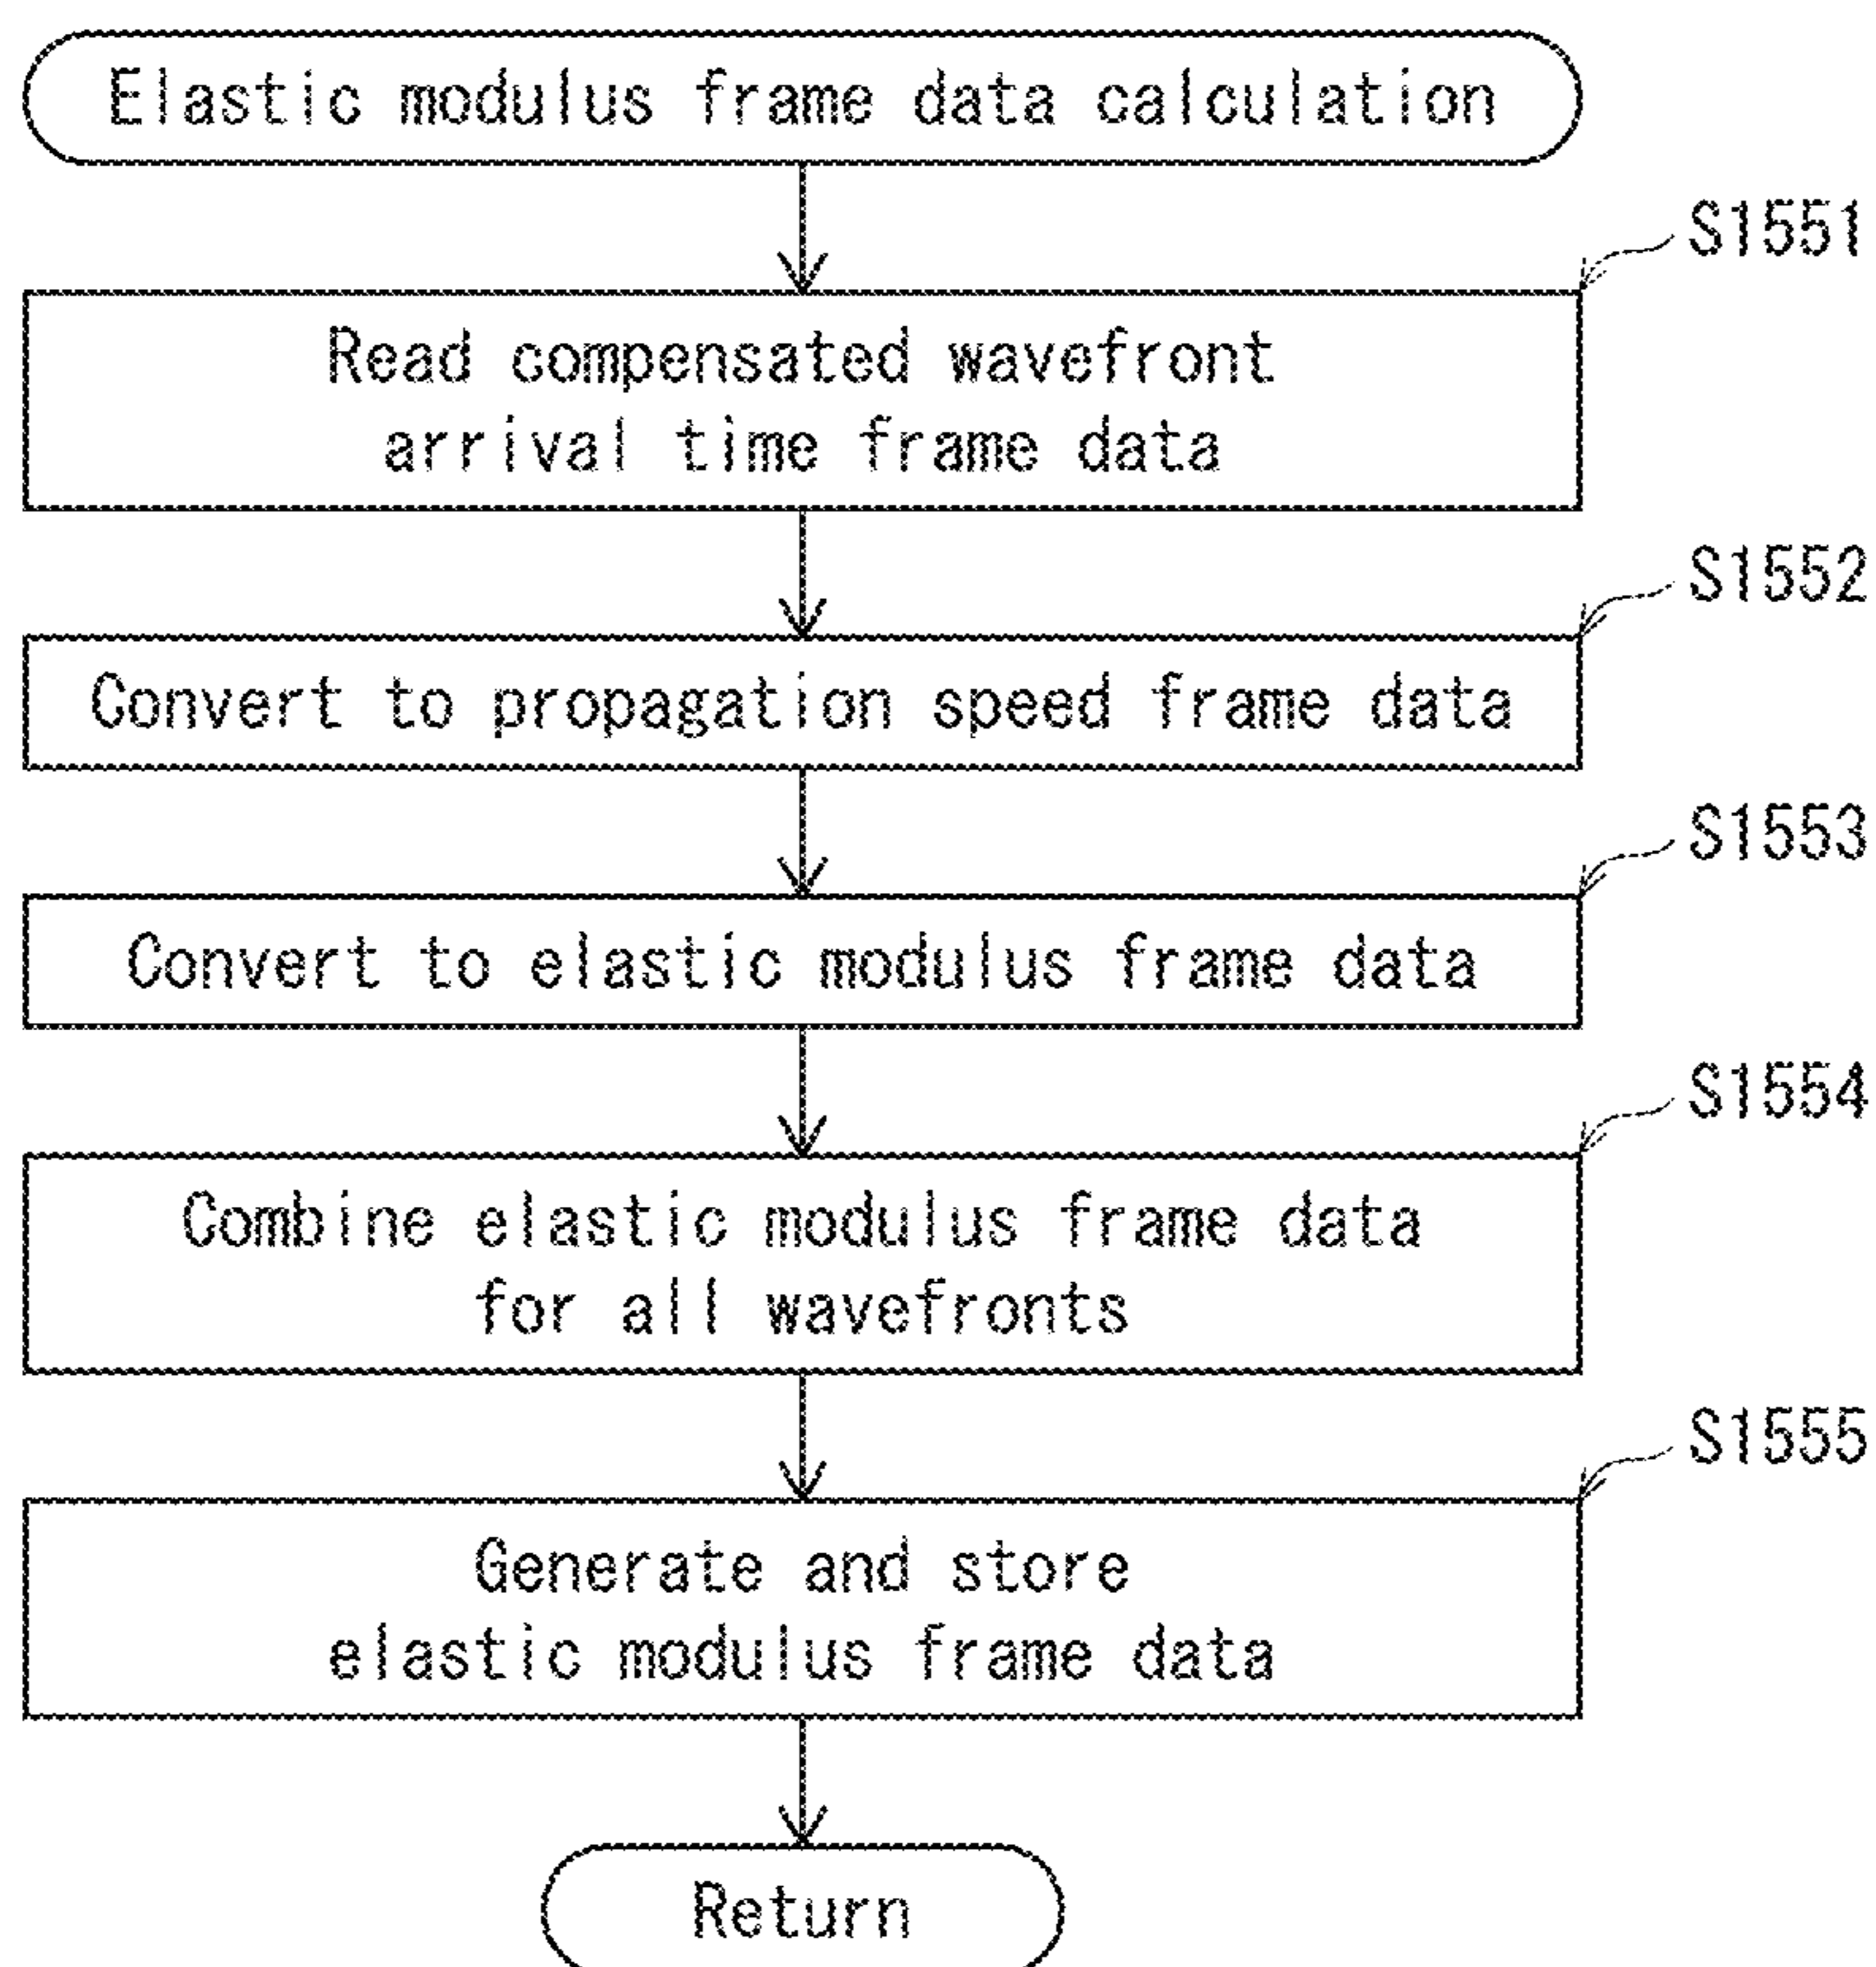 Elastic modulus frame data calculation
S1551
Read compensated wavefront
arrival time frame data
S1552
Convert to propagation speed frame data
S1553
Convert to elastic modulus frame data
S1554
Combine elastic modulus frame data
for all wavefronts
S1555
Generate and store
elastic modulus frame data
Return